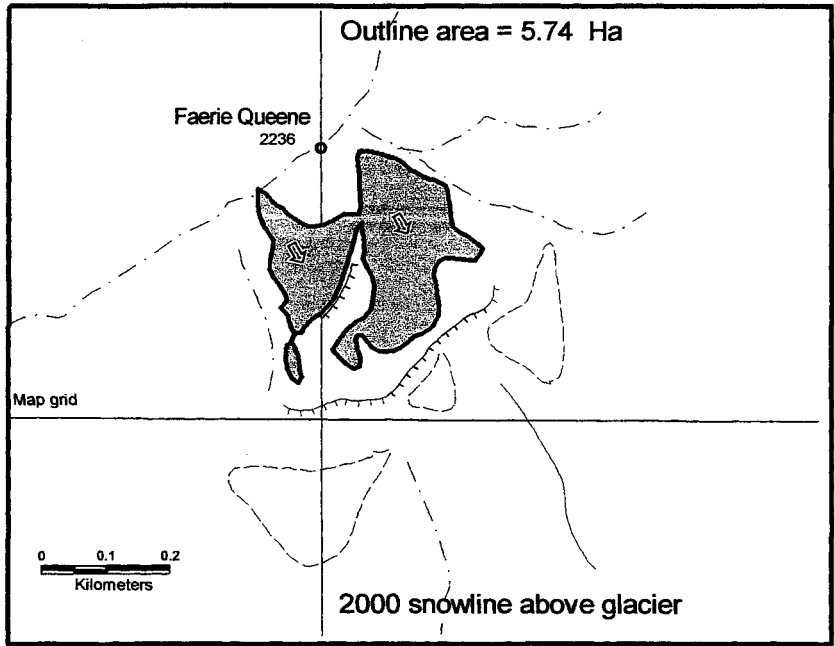 Outline area = 5.74 Ha
Faerie Queene
2236
Map grid
0 0.1 0.2
Kilometers
2000 snowline above glacier